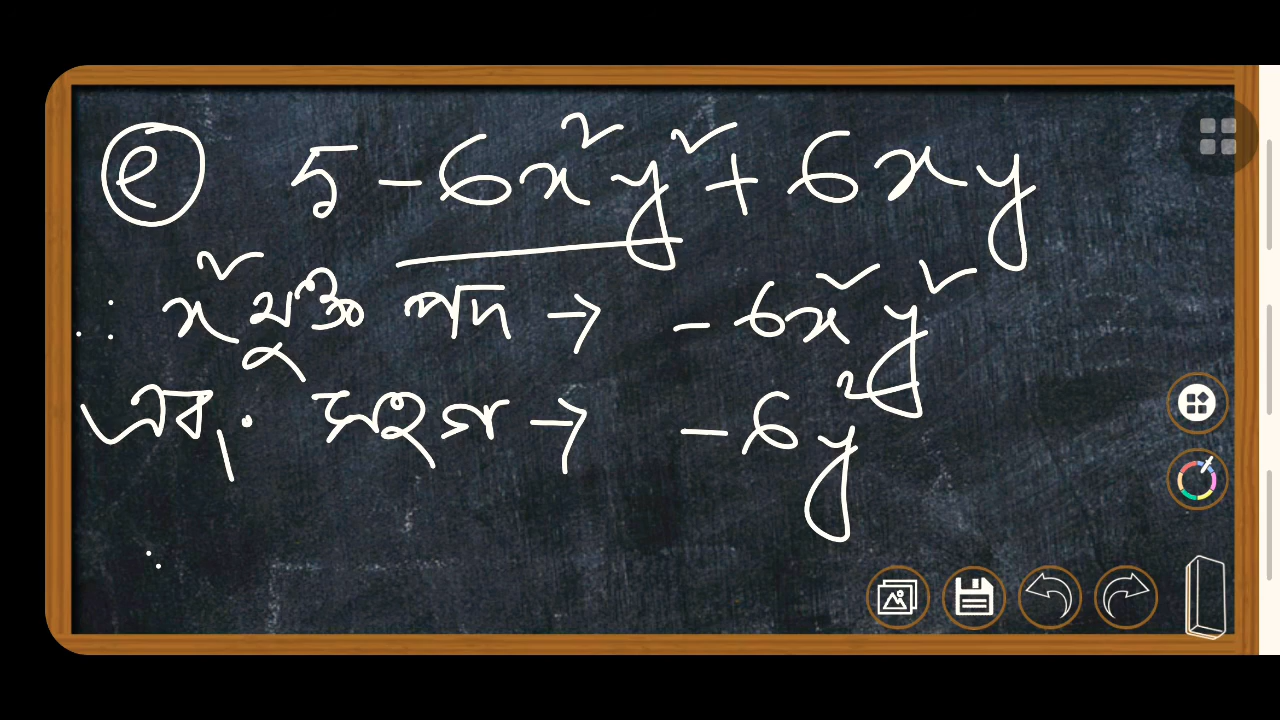 ⓔ 5 - 6x²y² + 6xy
∴ x² যুক্ত পদ → - 6x²y²
এবং সহগ → - 6y²